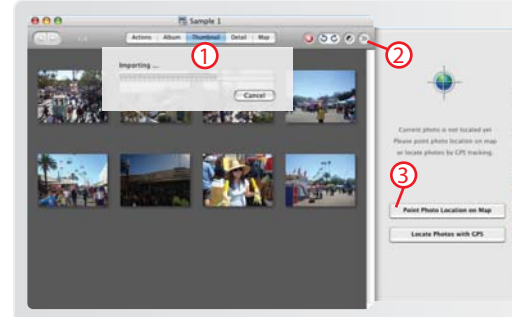 Sample 1
Actions Album Thumbnail Detail Map
1
2
Importing ...
Cancel
Current photo is not located yet
Please point photo location on map
or locate photos by GPS tracking.
3
Point Photo Location on Map
Locate Photos with GPS